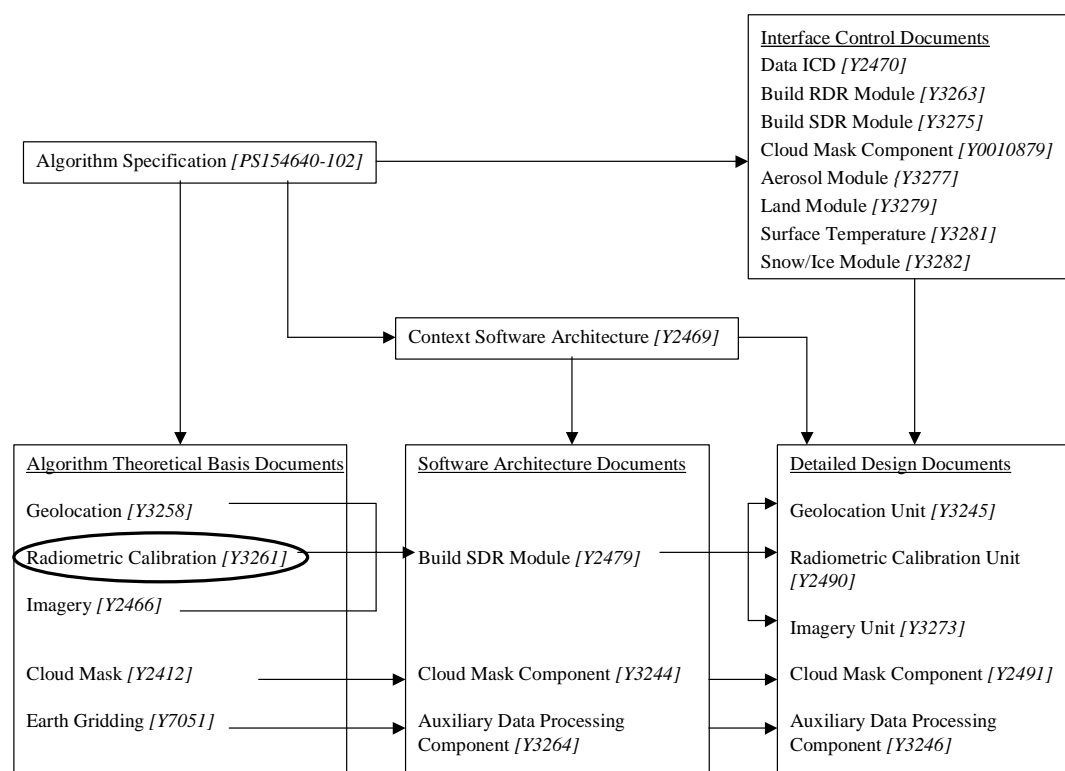 Interface Control Documents
Data ICD [Y2470]
Build RDR Module [Y3263]
Build SDR Module [Y3275]
Cloud Mask Component [Y0010879]
Aerosol Module [Y3277]
Land Module [Y3279]
Surface Temperature [Y3281]
Snow/Ice Module [Y3282]
Algorithm Specification [PS154640-102]
Context Software Architecture [Y2469]
Algorithm Theoretical Basis Documents
Geolocation [Y3258]
Radiometric Calibration [Y3261]
Imagery [Y2466]
Cloud Mask [Y2412]
Earth Gridding [Y7051]
Software Architecture Documents
Build SDR Module [Y2479]
Cloud Mask Component [Y3244]
Auxiliary Data Processing
Component [Y3264]
Detailed Design Documents
Geolocation Unit [Y3245]
Radiometric Calibration Unit
[Y2490]
Imagery Unit [Y3273]
Cloud Mask Component [Y2491]
Auxiliary Data Processing
Component [Y3246]